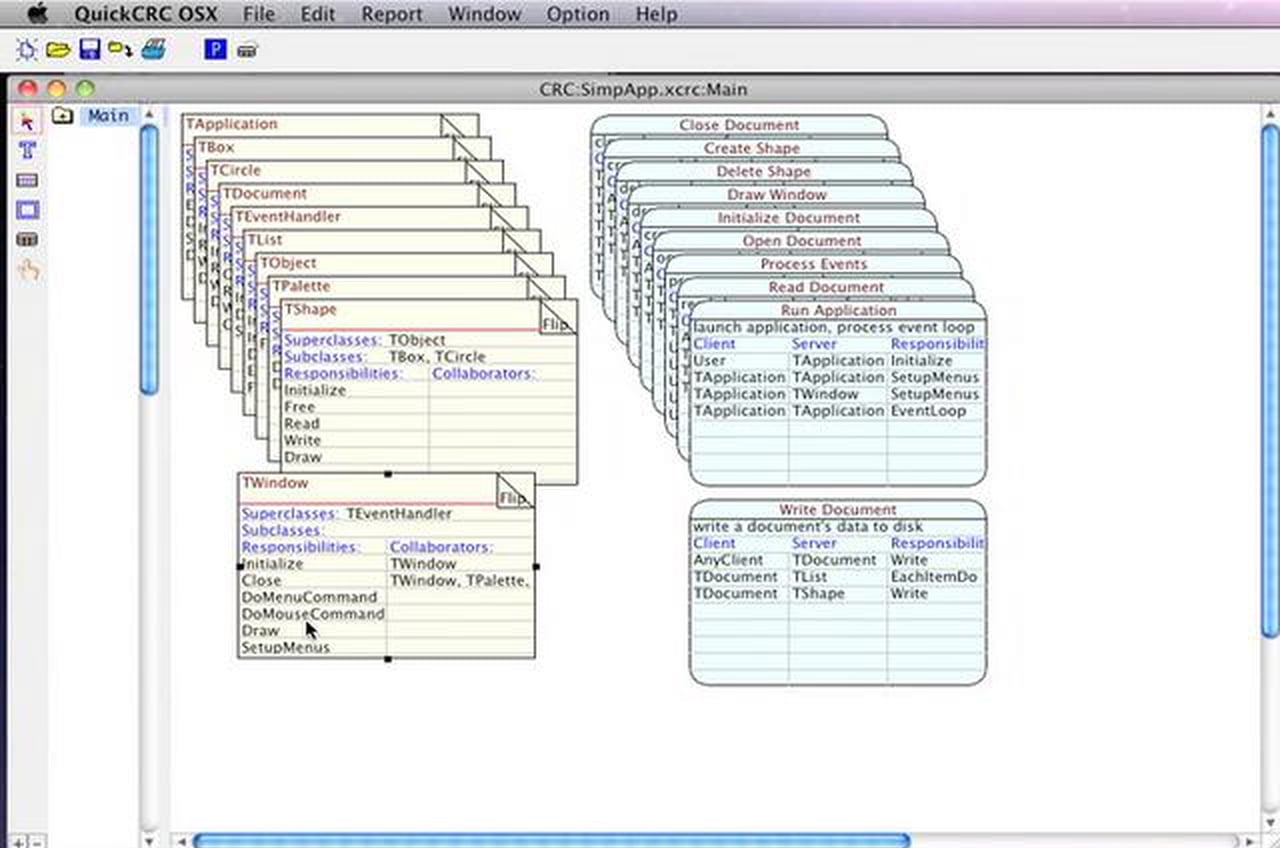 QuickCRC OSX File Edit Report Window Option Help
P
CRC:SimpApp.xcrc:Main
Main
T
TApplication
TBox
TCircle
TDocument
TEventHandler
TList
TObject
TPalette
TShape
Flip
Superclasses: TObject
Subclasses: TBox, TCircle
Responsibilities: Collaborators:
Initialize
Free
Read
Write
Draw
TWindow
Flip
Superclasses: TEventHandler
Subclasses:
Responsibilities: Collaborators:
Initialize TWindow
Close TWindow, TPalette,
DoMenuCommand
DoMouseCommand
Draw
SetupMenus
Close Document
Create Shape
Delete Shape
Draw Window
Initialize Document
Open Document
Process Events
Read Document
Run Application
launch application, process event loop
Client Server Responsibilit
User TApplication Initialize
TApplication TApplication SetupMenus
TApplication TWindow SetupMenus
TApplication TApplication EventLoop
Write Document
write a document's data to disk
Client Server Responsibilit
AnyClient TDocument Write
TDocument TList EachItemDo
TDocument TShape Write